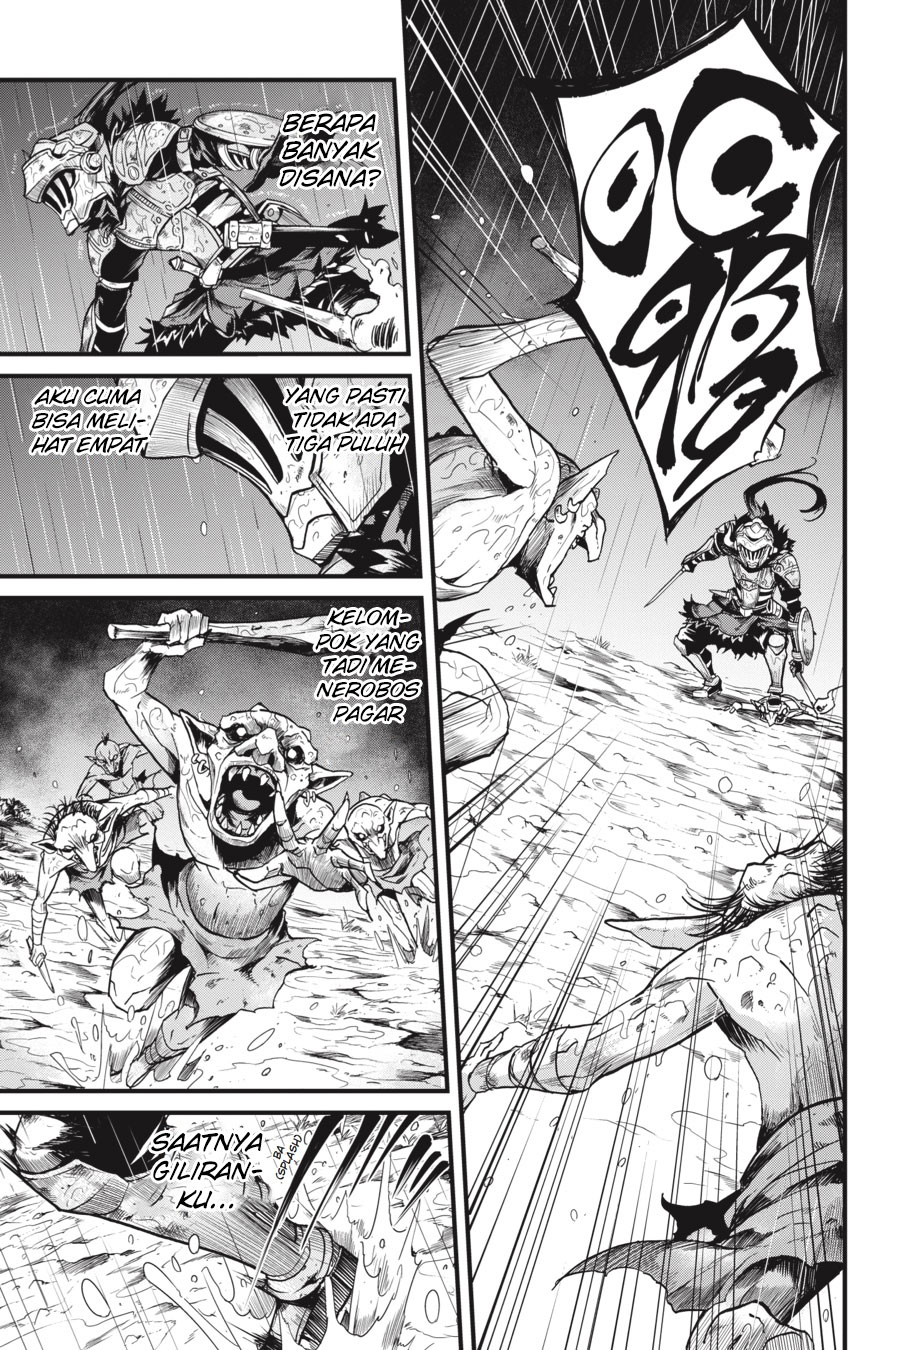 BERAPA
BANYAK
DISANA?
YANG PASTI
TIDAK ADA
TIGA PULUH
AKU CUMA
BISA MELI-
HAT EMPAT
KELOM-
POK YANG
TADI ME-
NEROBOS
PAGAR
BA
(SPLASH)
SAATNYA
GILIRAN-
KU...